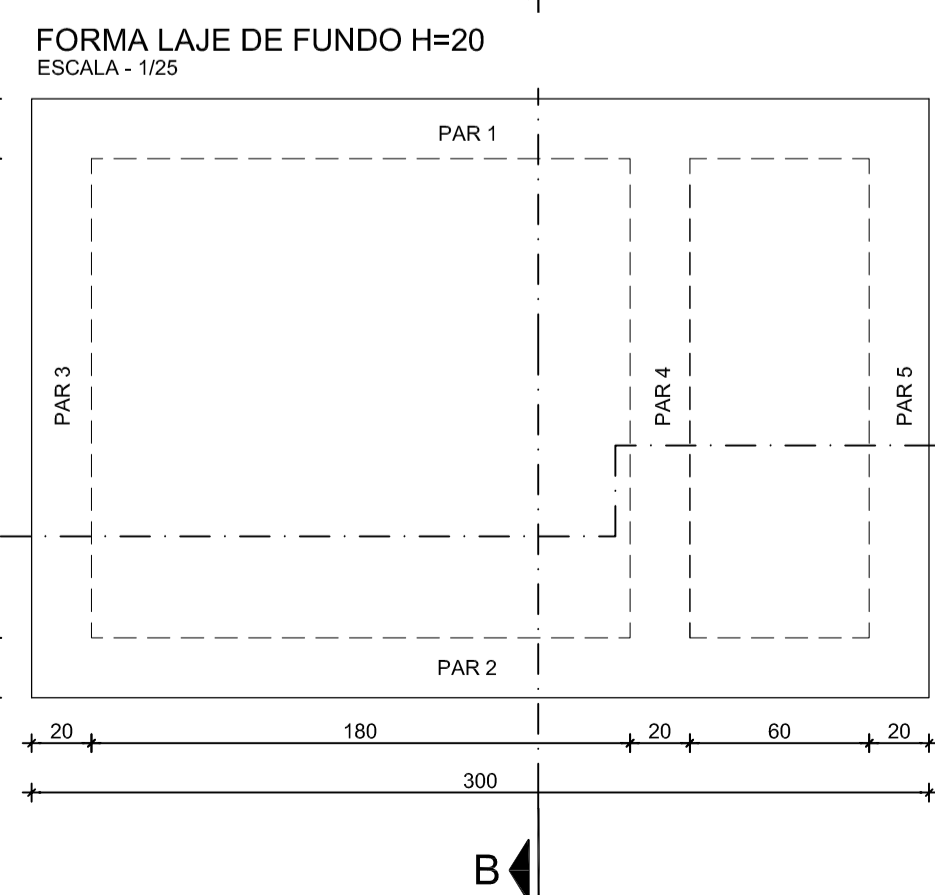 FORMA LAJE DE FUNDO H=20
ESCALA - 1/25
PAR 1
PAR 3
PAR 4
PAR 5
PAR 2
20
180
20
60
20
300
B